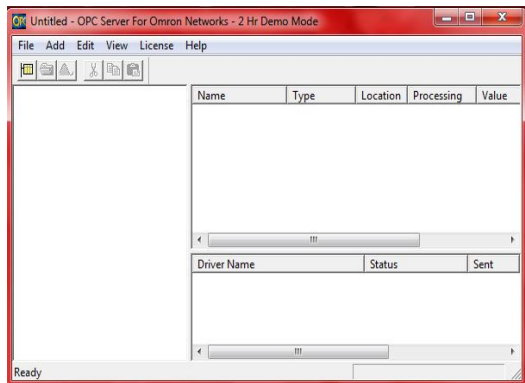 OPC Untitled - OPC Server For Omron Networks - 2 Hr Demo Mode
File Add Edit View License Help
Name Type Location Processing Value
Driver Name Status Sent
Ready